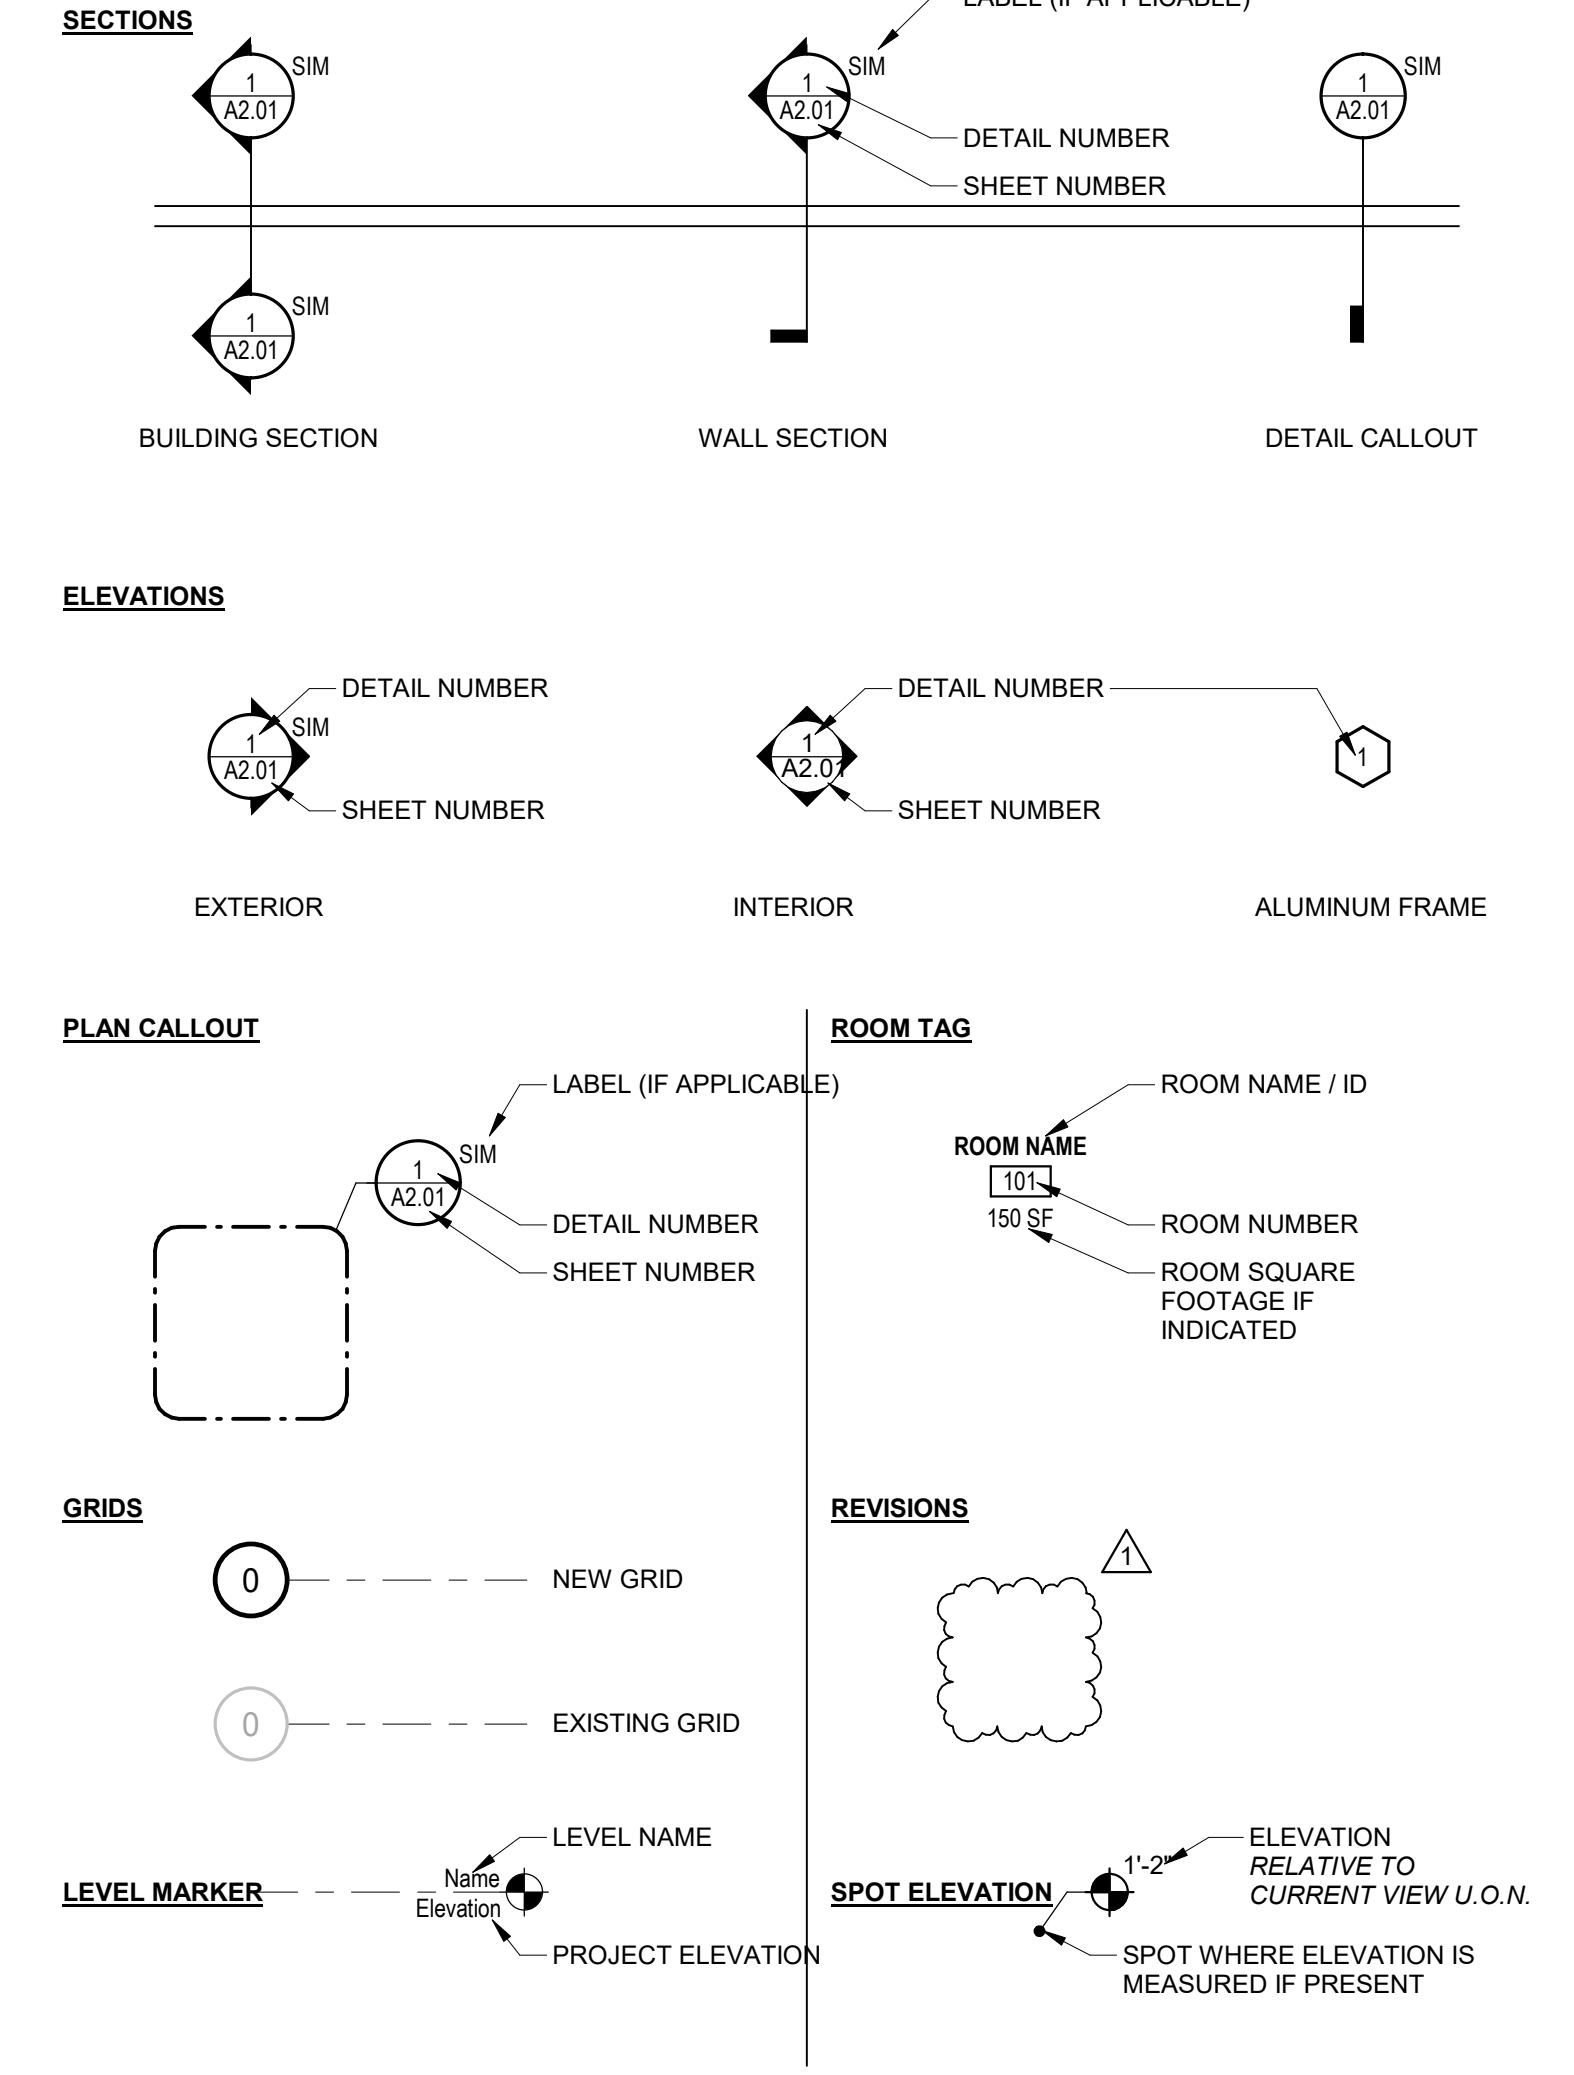 LABEL (IF APPLICABLE)
SECTIONS
1
A2.01
SIM
1
A2.01
SIM
1
A2.01
SIM
DETAIL NUMBER
SHEET NUMBER
1
A2.01
SIM
BUILDING SECTION
WALL SECTION
DETAIL CALLOUT
ELEVATIONS
DETAIL NUMBER
SIM
1
A2.01
SHEET NUMBER
DETAIL NUMBER
1
A2.01
SHEET NUMBER
1
EXTERIOR
INTERIOR
ALUMINUM FRAME
PLAN CALLOUT
LABEL (IF APPLICABLE)
SIM
1
A2.01
DETAIL NUMBER
SHEET NUMBER
ROOM TAG
ROOM NAME / ID
ROOM NAME
101
150 SF
ROOM NUMBER
ROOM SQUARE
FOOTAGE IF
INDICATED
GRIDS
0
NEW GRID
0
EXISTING GRID
REVISIONS
1
LEVEL NAME
Name
LEVEL MARKER
Elevation
PROJECT ELEVATION
ELEVATION
1'-2"
RELATIVE TO
SPOT ELEVATION
CURRENT VIEW U.O.N.
SPOT WHERE ELEVATION IS
MEASURED IF PRESENT